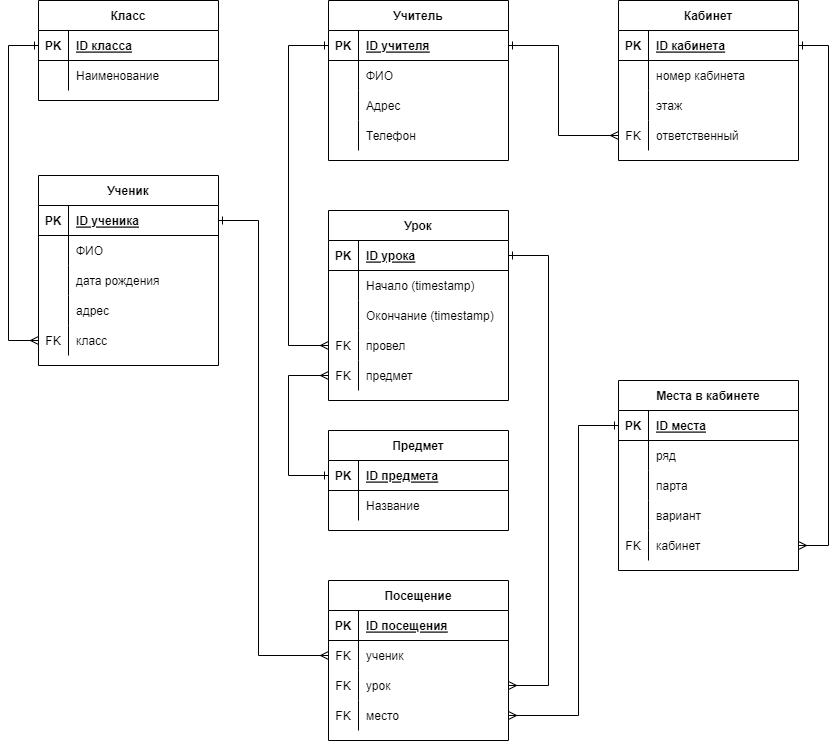 Класс
PK ID класса
Наименование
Учитель
PK ID учителя
ФИО
Адрес
Телефон
Кабинет
PK ID кабинета
номер кабинета
этаж
FK ответственный
Ученик
PK ID ученика
ФИО
дата рождения
адрес
FK класс
Урок
PK ID урока
Начало (timestamp)
Окончание (timestamp)
FK провел
FK предмет
Предмет
PK ID предмета
Название
Места в кабинете
PK ID места
ряд
парта
вариант
FK кабинет
Посещение
PK ID посещения
FK ученик
FK урок
FK место